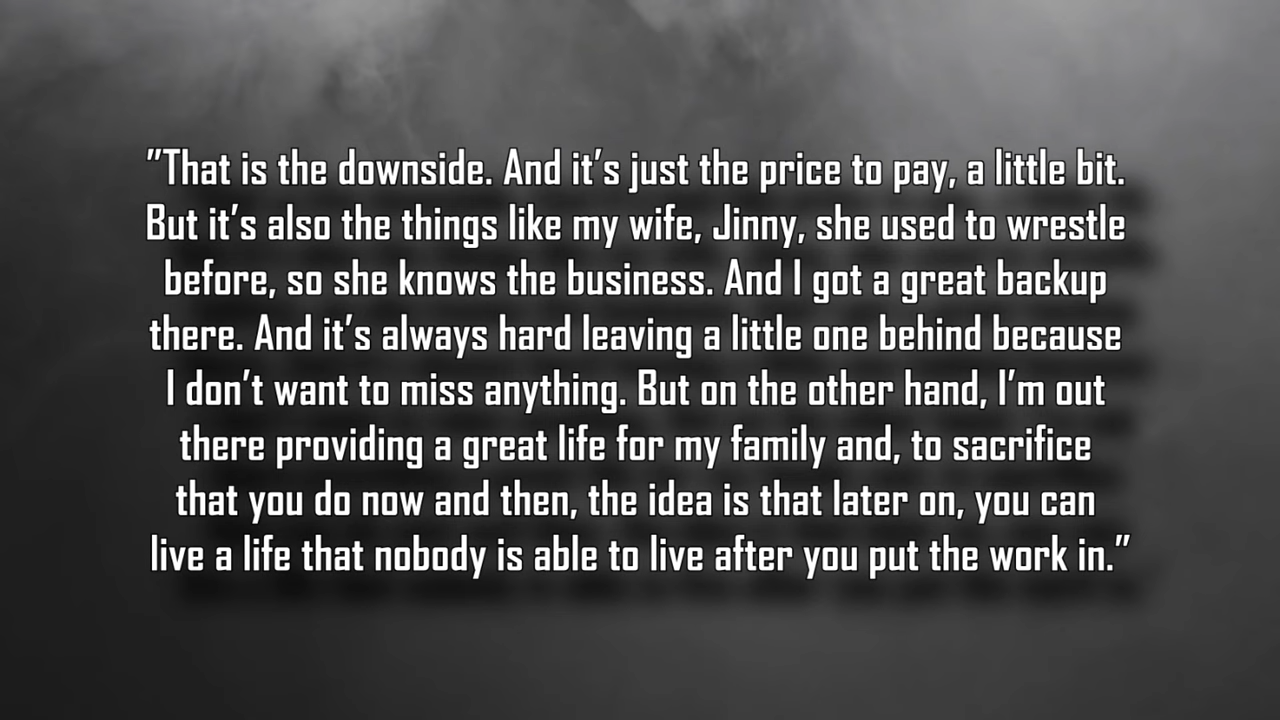 ”That is the downside. And it’s just the price to pay, a little bit.
But it’s also the things like my wife, Jinny, she used to wrestle
before, so she knows the business. And I got a great backup
there. And it’s always hard leaving a little one behind because
I don’t want to miss anything. But on the other hand, I’m out
there providing a great life for my family and, to sacrifice
that you do now and then, the idea is that later on, you can
live a life that nobody is able to live after you put the work in.”